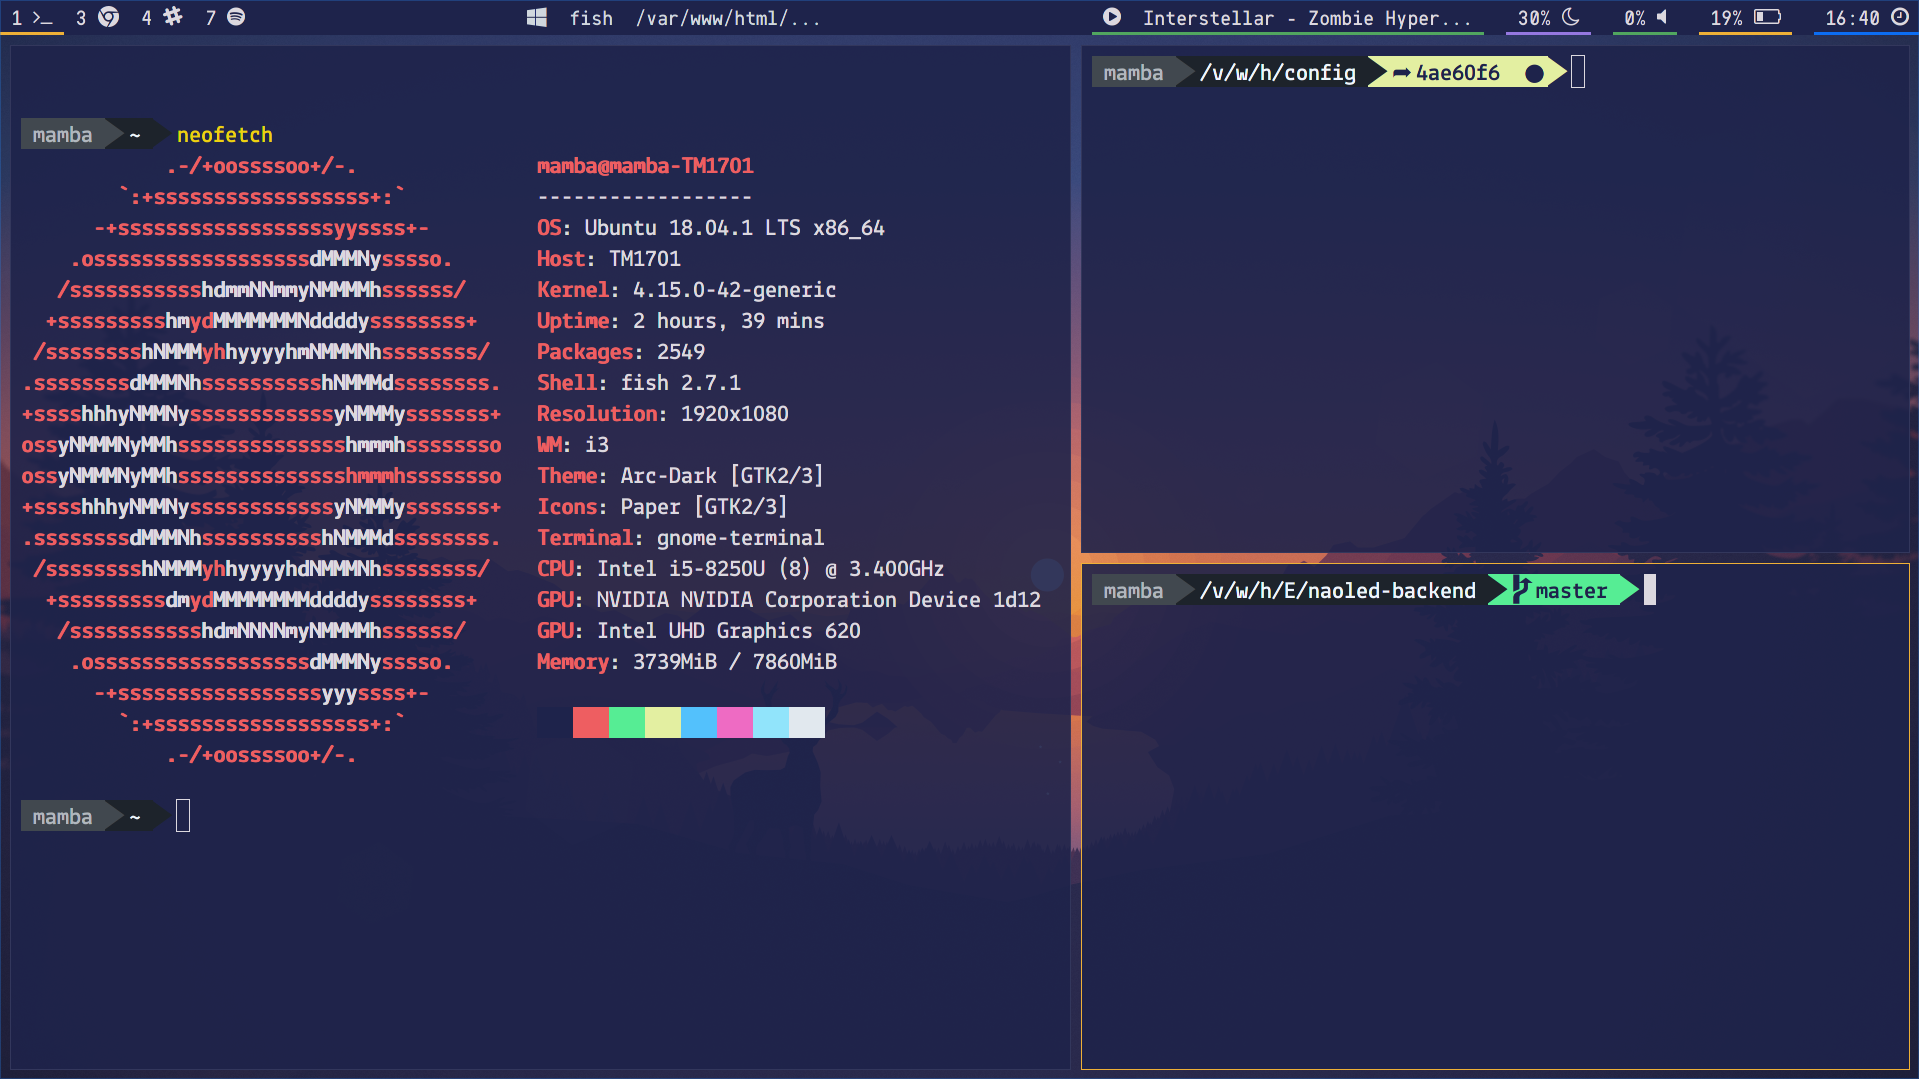 1 3 4 7 fish /var/www/html/... Interstellar - Zombie Hyper... 30% 0% 19% 16:40
mamba ~ neofetch
.-/+oossssoo+/-.
`:+ssssssssssssssssss+:`
-+ssssssssssssssssssyyssss+-
.ossssssssssssssssssdMMMNysssso.
/ssssssssssshdmmNNmmyNMMMMhssssss/
+ssssssssshmydMMMMMMMNddddyssssssss+
/sssssssshNMMMyhhyyyyhmNMMMNhssssssss/
.ssssssssdMMMNhsssssssssshNMMMdssssssss.
+sssshhhyNMMNyssssssssssssyNMMMysssssss+
ossyNMMMNyMMhsssssssssssssshmmmhssssssso
ossyNMMMNyMMhsssssssssssssshmmmhssssssso
+sssshhhyNMMNyssssssssssssyNMMMysssssss+
.ssssssssdMMMNhsssssssssshNMMMdssssssss.
/sssssssshNMMMyhhyyyyhdNMMMNhssssssss/
+sssssssssdmydMMMMMMMMddddyssssssss+
/ssssssssssshdmNNNNmyNMMMMhssssss/
.ossssssssssssssssssdMMMNysssso.
-+sssssssssssssssssyyyssss+-
`:+ssssssssssssssssss+:`
.-/+oossssoo+/-.
mamba@mamba-TM1701
------------------
OS: Ubuntu 18.04.1 LTS x86_64
Host: TM1701
Kernel: 4.15.0-42-generic
Uptime: 2 hours, 39 mins
Packages: 2549
Shell: fish 2.7.1
Resolution: 1920x1080
WM: i3
Theme: Arc-Dark [GTK2/3]
Icons: Paper [GTK2/3]
Terminal: gnome-terminal
CPU: Intel i5-8250U (8) @ 3.400GHz
GPU: NVIDIA NVIDIA Corporation Device 1d12
GPU: Intel UHD Graphics 620
Memory: 3739MiB / 7860MiB
mamba ~
mamba /v/w/h/config ➦ 4ae60f6 ●
mamba /v/w/h/E/naoled-backend master